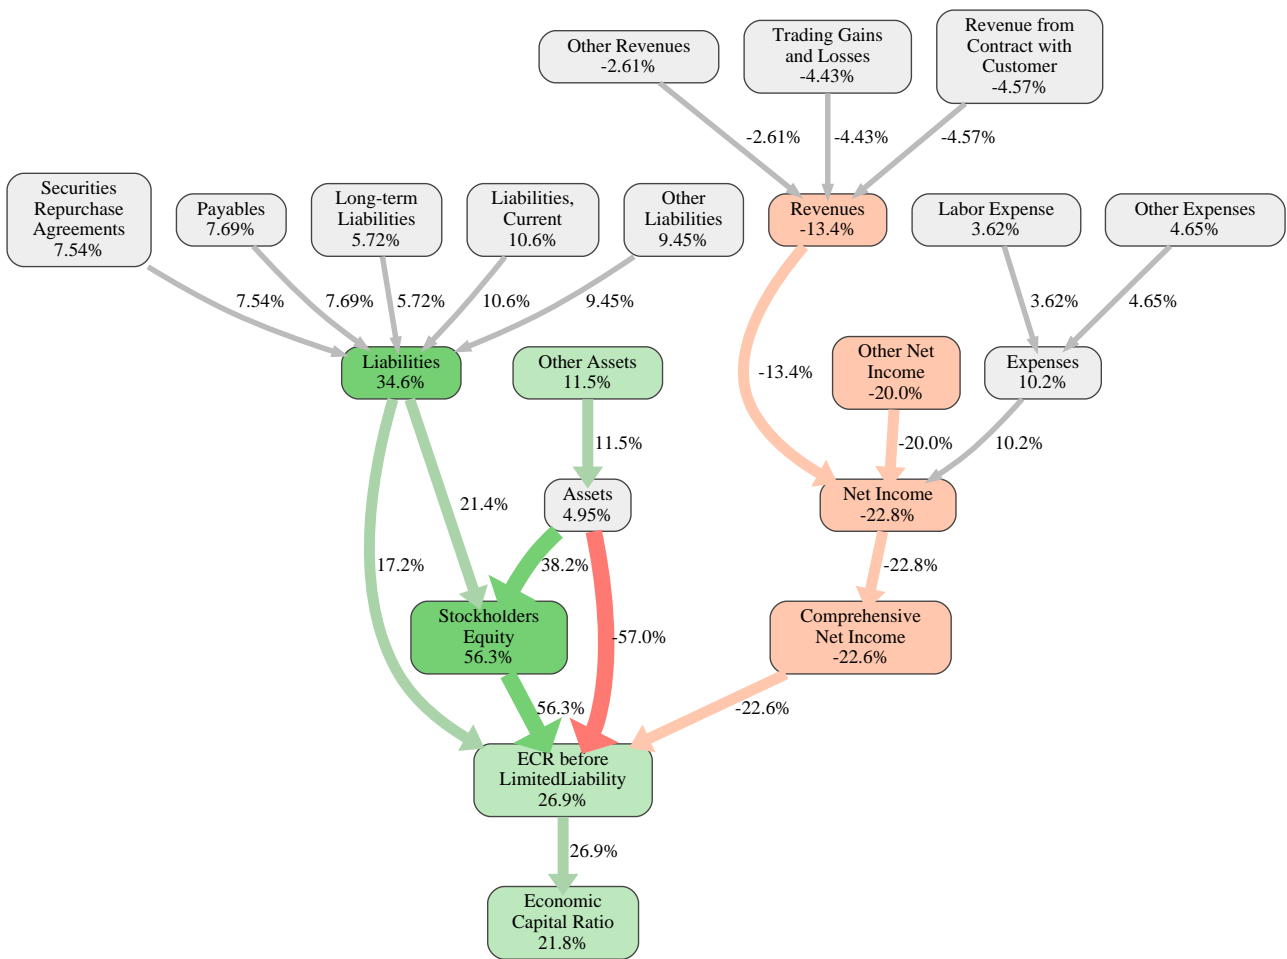 Other Revenues
-2.61%
Trading Gains
and Losses
-4.43%
Revenue from
Contract with
Customer
-4.57%
-2.61%
-4.43%
-4.57%
Securities
Repurchase
Agreements
7.54%
Payables
7.69%
Long-term
Liabilities
5.72%
Liabilities,
Current
10.6%
Other
Liabilities
9.45%
Revenues
-13.4%
Labor Expense
3.62%
Other Expenses
4.65%
7.54%
7.69%
5.72%
10.6%
9.45%
3.62%
4.65%
Liabilities
34.6%
Other Assets
11.5%
-13.4%
Other Net
Income
-20.0%
Expenses
10.2%
11.5%
-20.0%
10.2%
21.4%
Assets
4.95%
Net Income
-22.8%
17.2%
38.2%
-22.8%
Stockholders
Equity
56.3%
-57.0%
Comprehensive
Net Income
-22.6%
56.3%
-22.6%
ECR before
LimitedLiability
26.9%
26.9%
Economic
Capital Ratio
21.8%